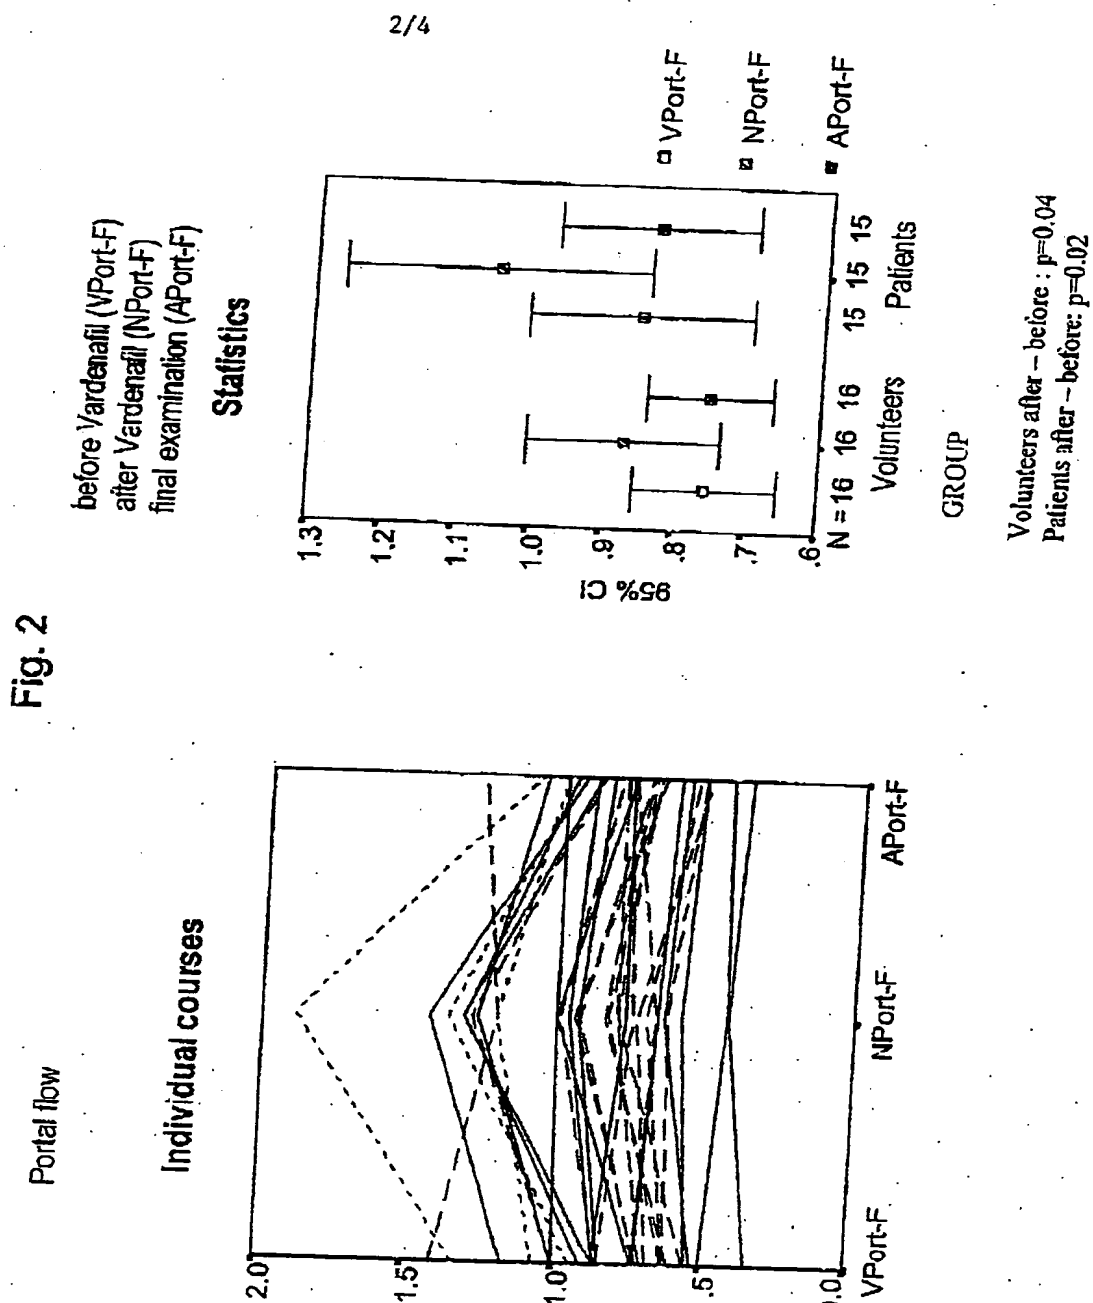 2/4
Fig. 2
Portal flow
before Vardenafil (VPort-F)
after Verdenafil (NPort-F)
final examination (APort-F)
Individual courses
2.0
1.5
1.0
.5
0.0
VPort-F
NPort-F
APort-F
Statistics
95% CI
1.3
1.2
1.1
1.0
.9
.8
.7
.6
N = 16 16 16 15 15 15
Volunteers Patients
GROUP
VPort-F
NPort-F
APort-F
Volunteers after – before : p=0.04
Patients after – before: p=0.02